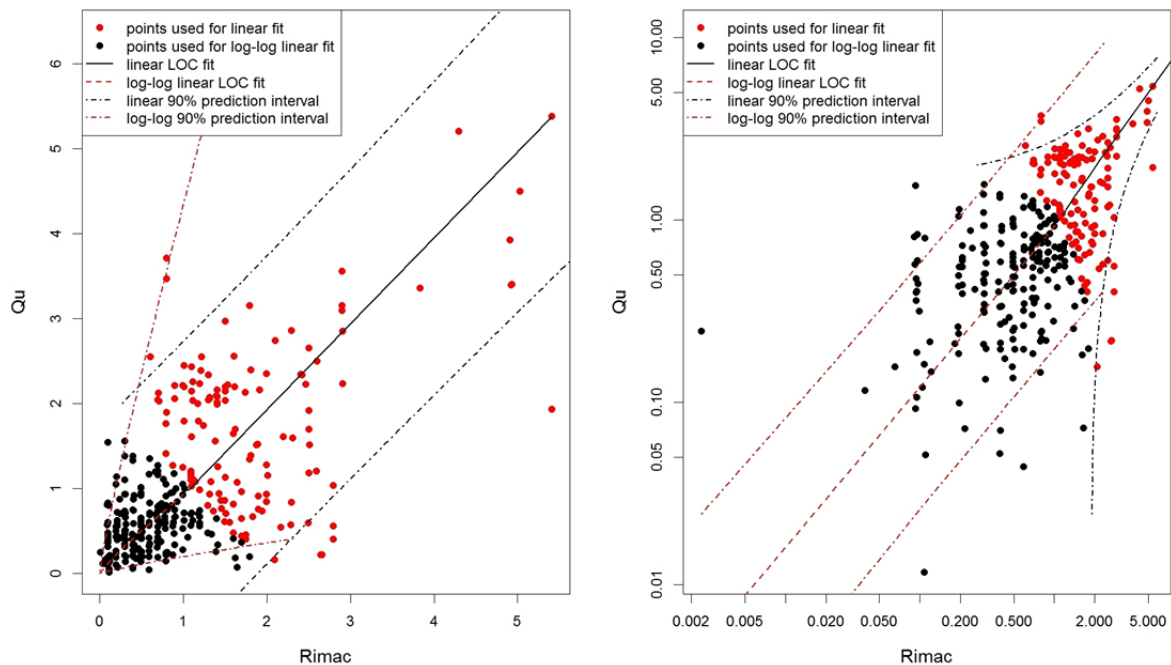 points used for linear fit
points used for log-log linear fit
linear LOC fit
log-log linear LOC fit
linear 90% prediction interval
log-log 90% prediction interval
6
5
4
3
2
1
0
Qu
0 1 2 3 4 5
Rimac
points used for linear fit
points used for log-log linear fit
linear LOC fit
log-log linear LOC fit
linear 90% prediction interval
log-log 90% prediction interval
10.00
5.00
1.00
0.50
0.10
0.05
0.01
Qu
0.002 0.005 0.020 0.050 0.200 0.500 2.000 5.000
Rimac